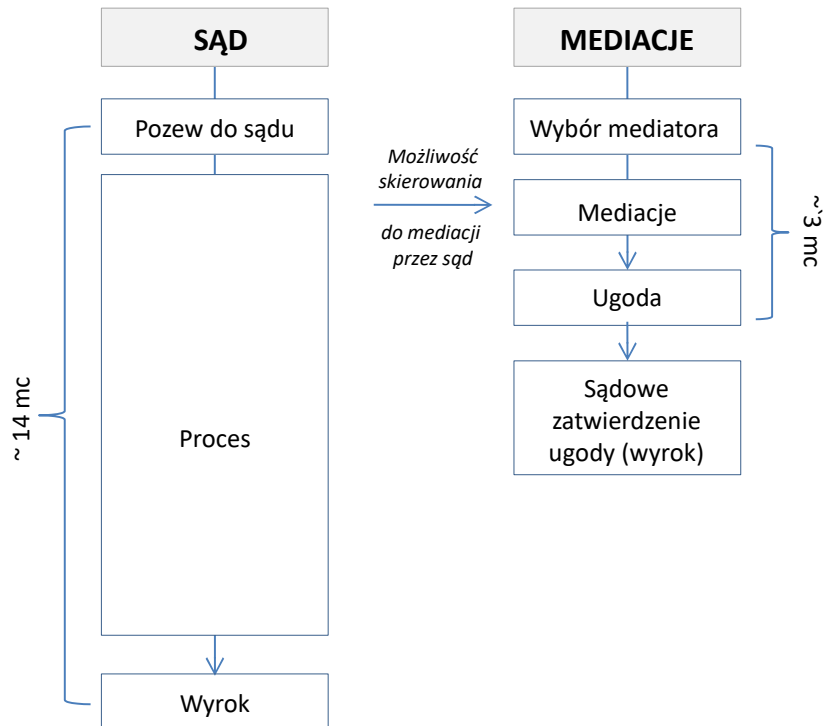 SĄD
Pozew do sądu
Proces
Wyrok
~ 14 mc
Możliwość
skierowania
do mediacji
przez sąd
MEDIACJE
Wybór mediatora
Mediacje
Ugoda
Sądowe
zatwierdzenie
ugody (wyrok)
~`3 mc